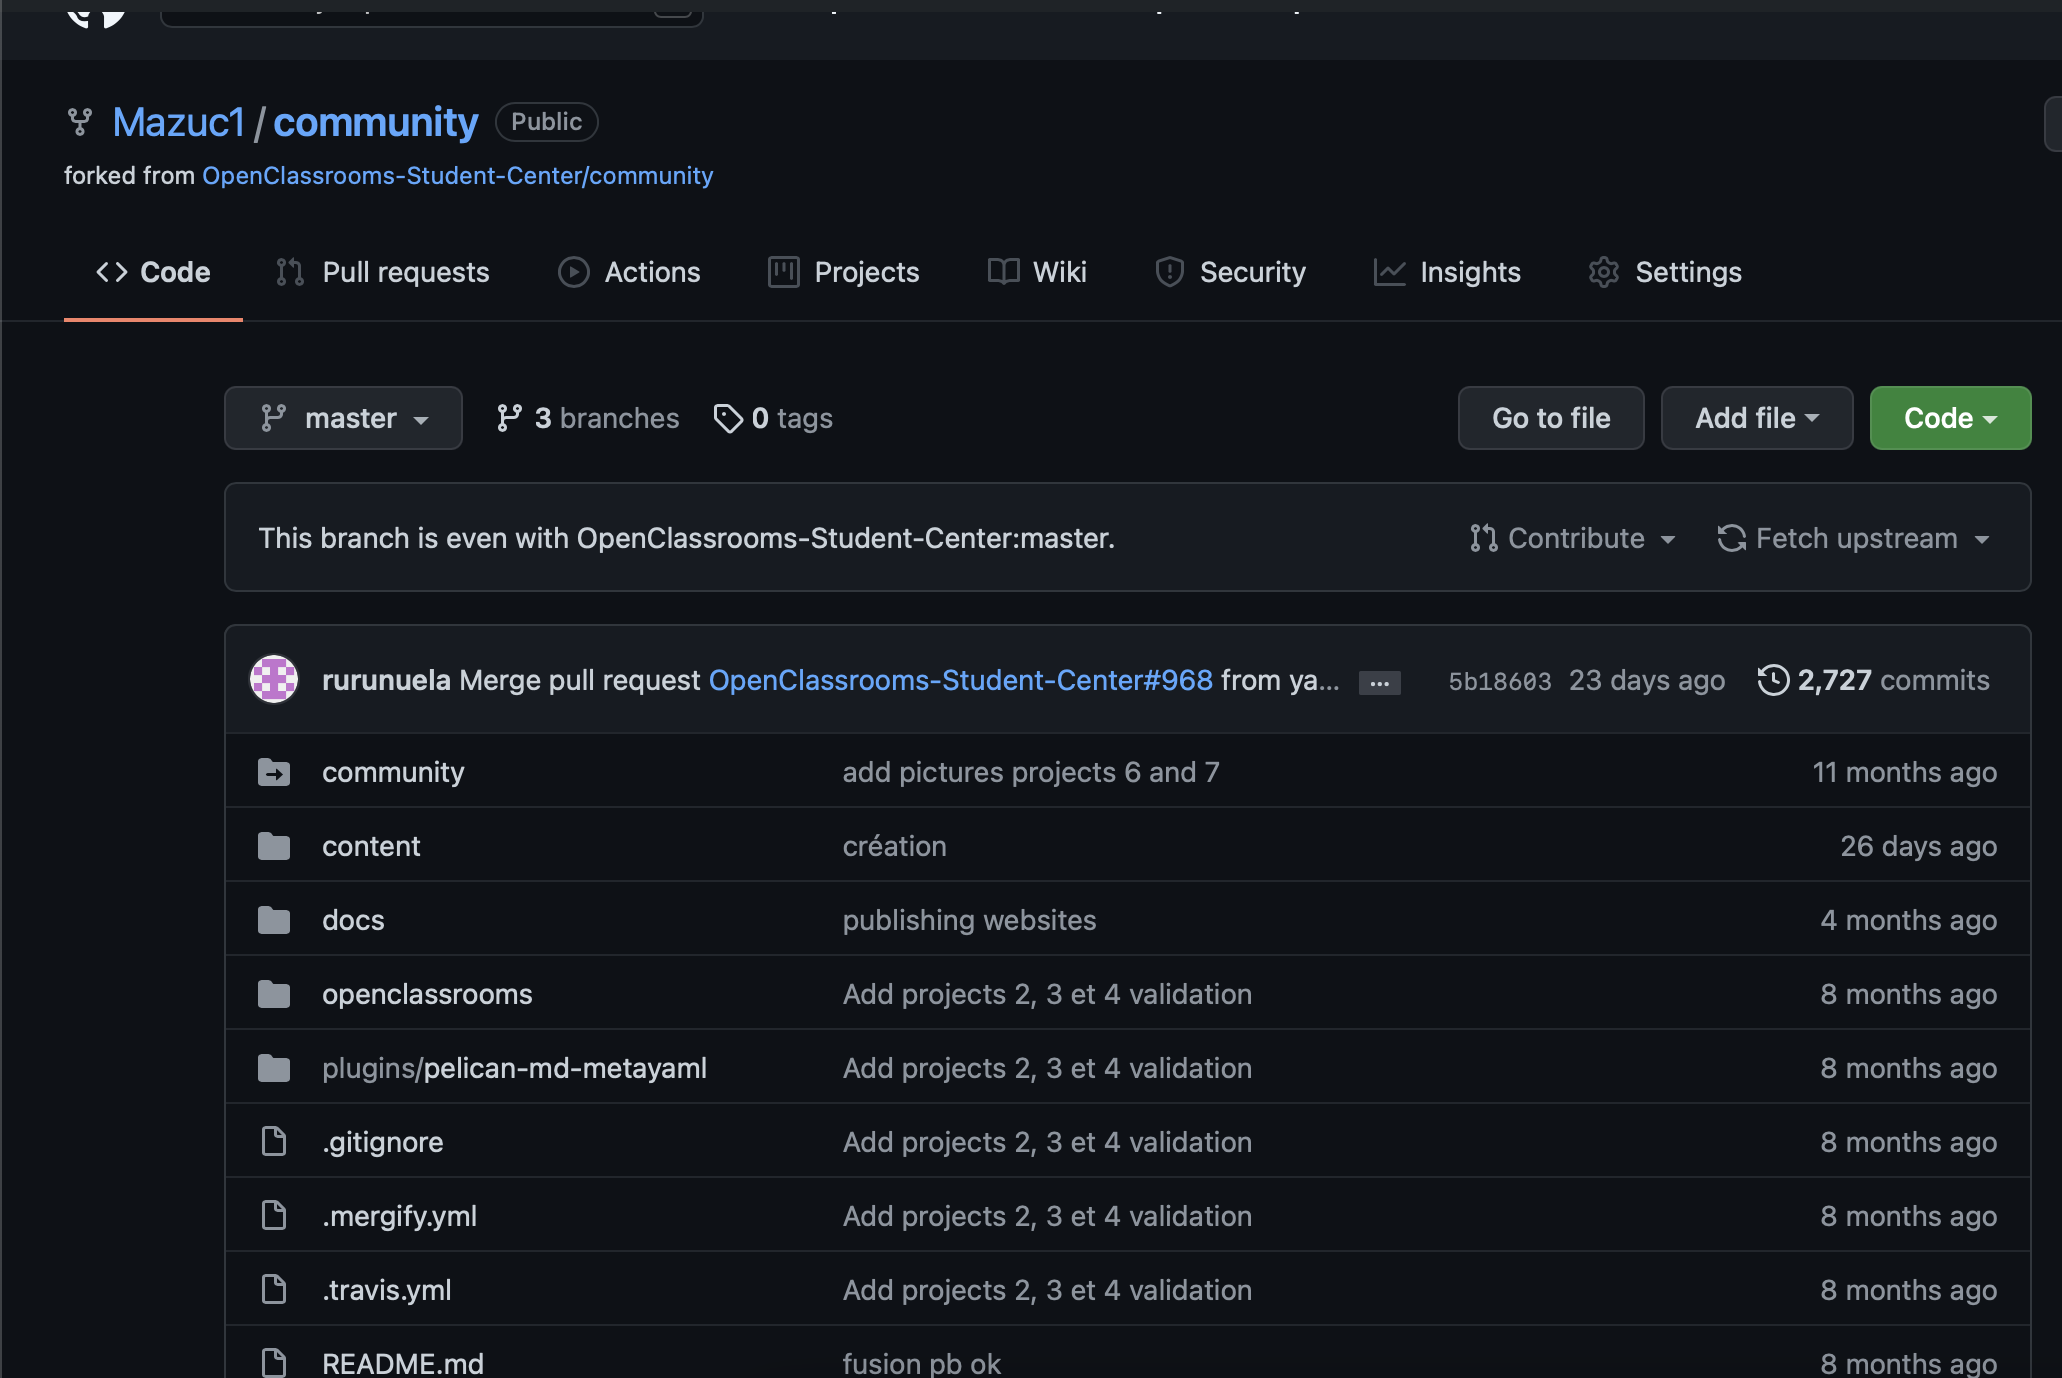 Mazuc1 / community Public
forked from OpenClassrooms-Student-Center/community
Code Pull requests Actions Projects Wiki Security Insights Settings
master 3 branches 0 tags Go to file Add file Code
This branch is even with OpenClassrooms-Student-Center:master. Contribute Fetch upstream
rurunuela Merge pull request OpenClassrooms-Student-Center#968 from ya... ... 5b18603 23 days ago 2,727 commits
community add pictures projects 6 and 7 11 months ago
content création 26 days ago
docs publishing websites 4 months ago
openclassrooms Add projects 2, 3 et 4 validation 8 months ago
plugins/pelican-md-metayaml Add projects 2, 3 et 4 validation 8 months ago
.gitignore Add projects 2, 3 et 4 validation 8 months ago
.mergify.yml Add projects 2, 3 et 4 validation 8 months ago
.travis.yml Add projects 2, 3 et 4 validation 8 months ago
README.md fusion pb ok 8 months ago